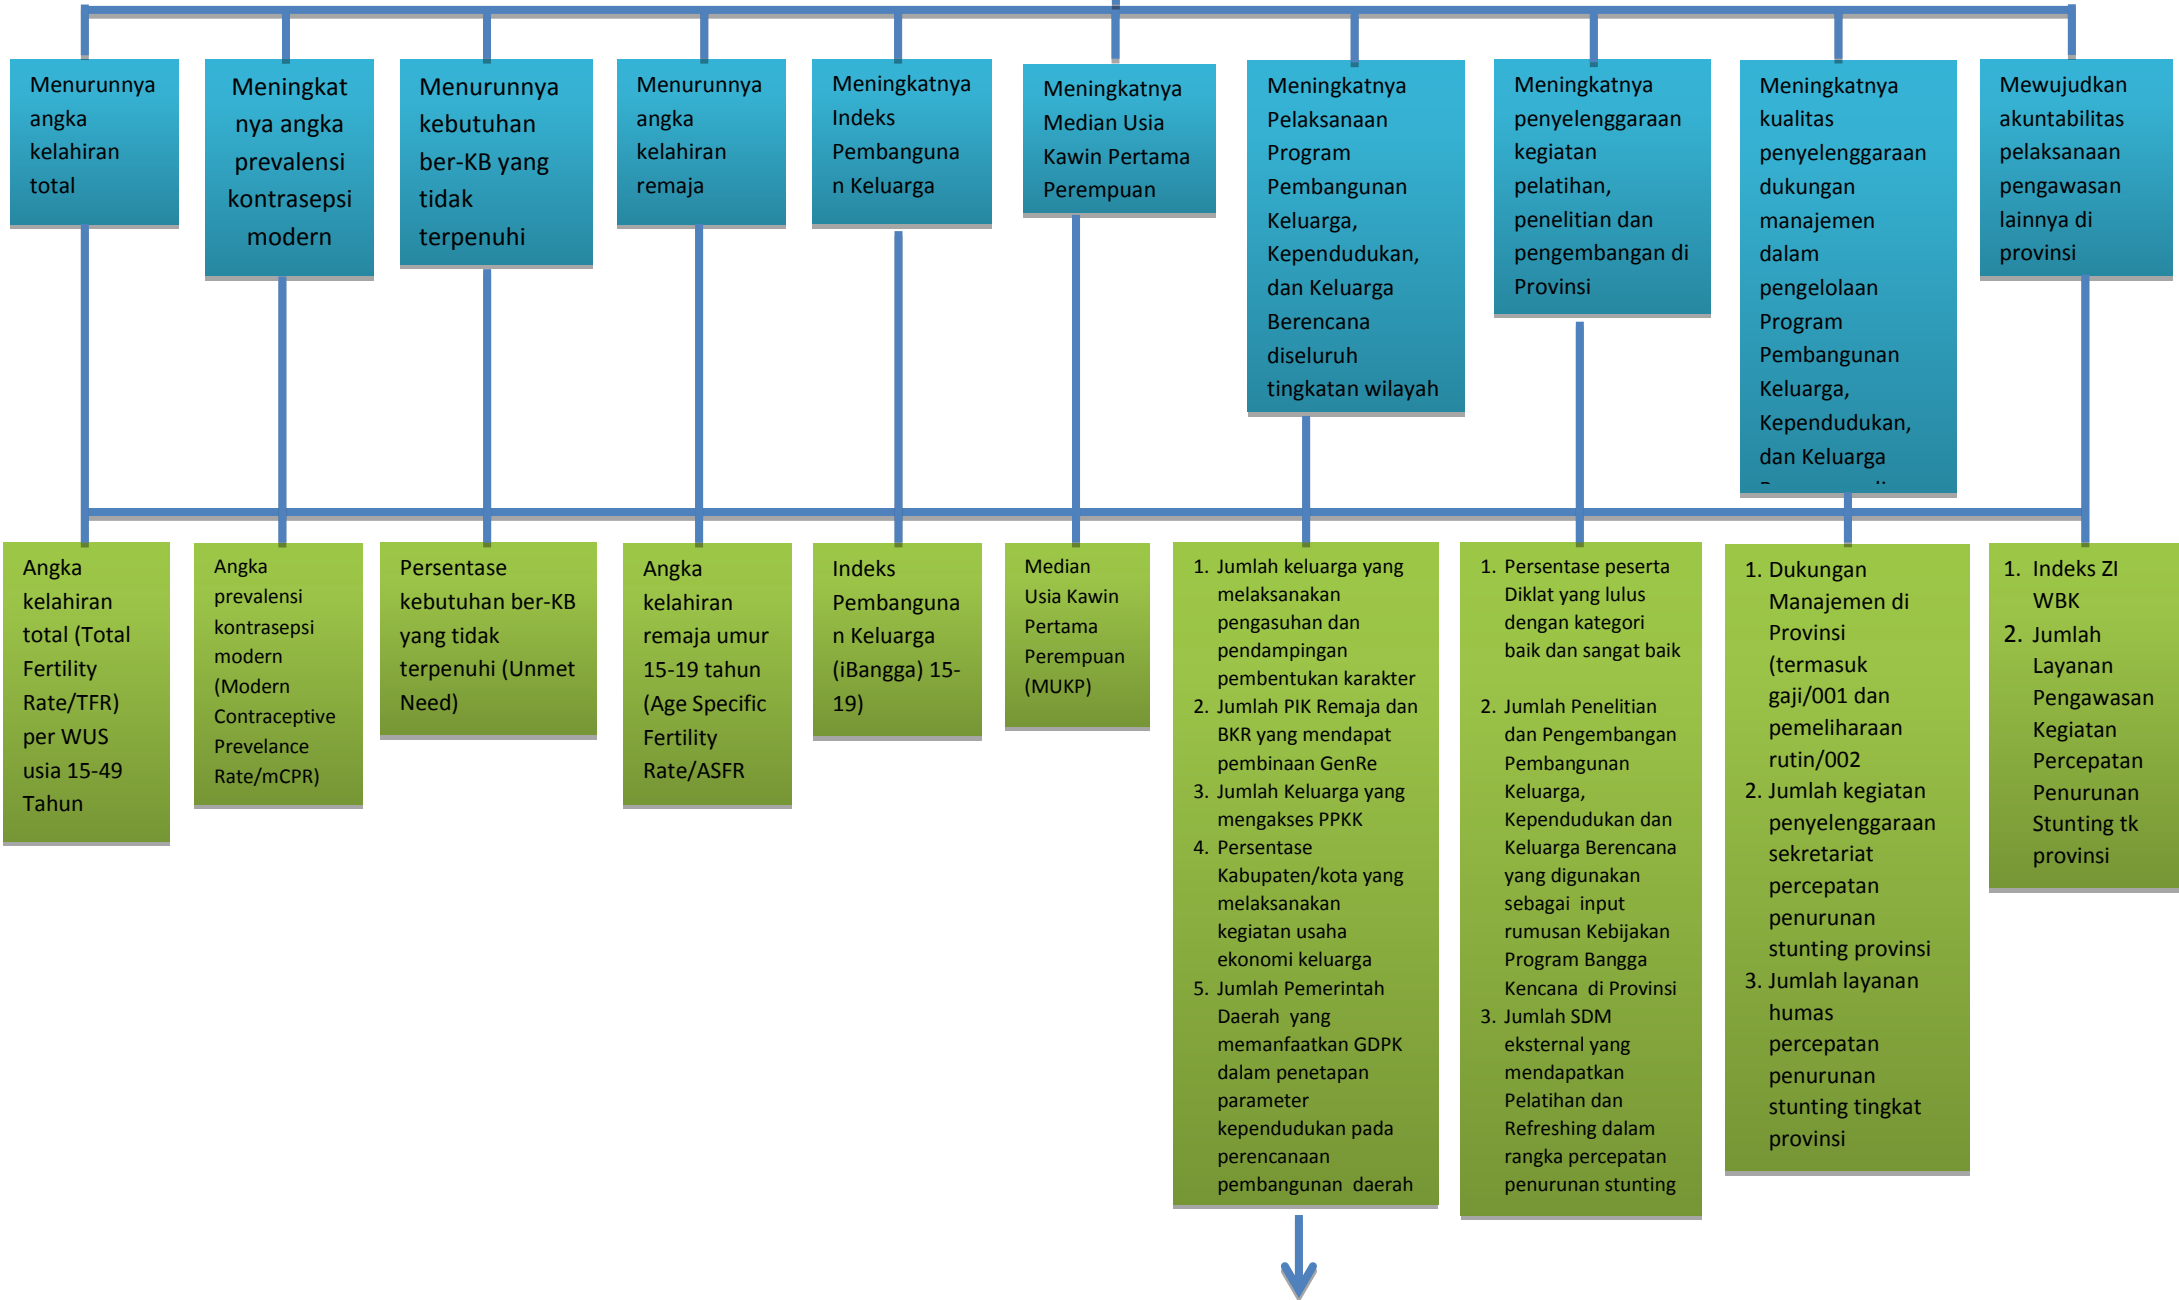 Menurunnya
angka
kelahiran
total
Meningkat
nya angka
prevalensi
kontrasepsi
modern
Menurunnya
kebutuhan
ber-KB yang
tidak
terpenuhi
Menurunnya
angka
kelahiran
remaja
Meningkatnya
Indeks
Pembanguna
n Keluarga
Meningkatnya
Median Usia
Kawin Pertama
Perempuan
Meningkatnya
Pelaksanaan
Program
Pembangunan
Keluarga,
Kependudukan,
dan Keluarga
Berencana
diseluruh
tingkatan wilayah
Meningkatnya
penyelenggaraan
kegiatan
pelatihan,
penelitian dan
pengembangan di
Provinsi
Meningkatnya
kualitas
penyelenggaraan
dukungan
manajemen
dalam
pengelolaan
Program
Pembangunan
Keluarga,
Kependudukan,
dan Keluarga
Mewujudkan
akuntabilitas
pelaksanaan
pengawasan
lainnya di
provinsi
Angka
kelahiran
total (Total
Fertility
Rate/TFR)
per WUS
usia 15-49
Tahun
Angka
prevalensi
kontrasepsi
modern
(Modern
Contraceptive
Prevelance
Rate/mCPR)
Persentase
kebutuhan ber-KB
yang tidak
terpenuhi (Unmet
Need)
Angka
kelahiran
remaja umur
15-19 tahun
(Age Specific
Fertility
Rate/ASFR
Indeks
Pembanguna
n Keluarga
(iBangga) 15-
19)
Median
Usia Kawin
Pertama
Perempuan
(MUKP)
1. Jumlah keluarga yang
melaksanakan
pengasuhan dan
pendampingan
pembentukan karakter
2. Jumlah PIK Remaja dan
BKR yang mendapat
pembinaan GenRe
3. Jumlah Keluarga yang
mengakses PPKK
4. Persentase
Kabupaten/kota yang
melaksanakan
kegiatan usaha
ekonomi keluarga
5. Jumlah Pemerintah
Daerah yang
memanfaatkan GDPK
dalam penetapan
parameter
kependudukan pada
perencanaan
pembangunan daerah
1. Persentase peserta
Diklat yang lulus
dengan kategori
baik dan sangat baik
2. Jumlah Penelitian
dan Pengembangan
Pembangunan
Keluarga,
Kependudukan dan
Keluarga Berencana
yang digunakan
sebagai input
rumusan Kebijakan
Program Bangga
Kencana di Provinsi
3. Jumlah SDM
eksternal yang
mendapatkan
Pelatihan dan
Refreshing dalam
rangka percepatan
penurunan stunting
1. Dukungan
Manajemen di
Provinsi
(termasuk
gaji/001 dan
pemeliharaan
rutin/002
2. Jumlah kegiatan
penyelenggaraan
sekretariat
percepatan
penurunan
stunting provinsi
3. Jumlah layanan
humas
percepatan
penurunan
stunting tingkat
provinsi
1. Indeks ZI
WBK
2. Jumlah
Layanan
Pengawasan
Kegiatan
Percepatan
Penurunan
Stunting tk
provinsi